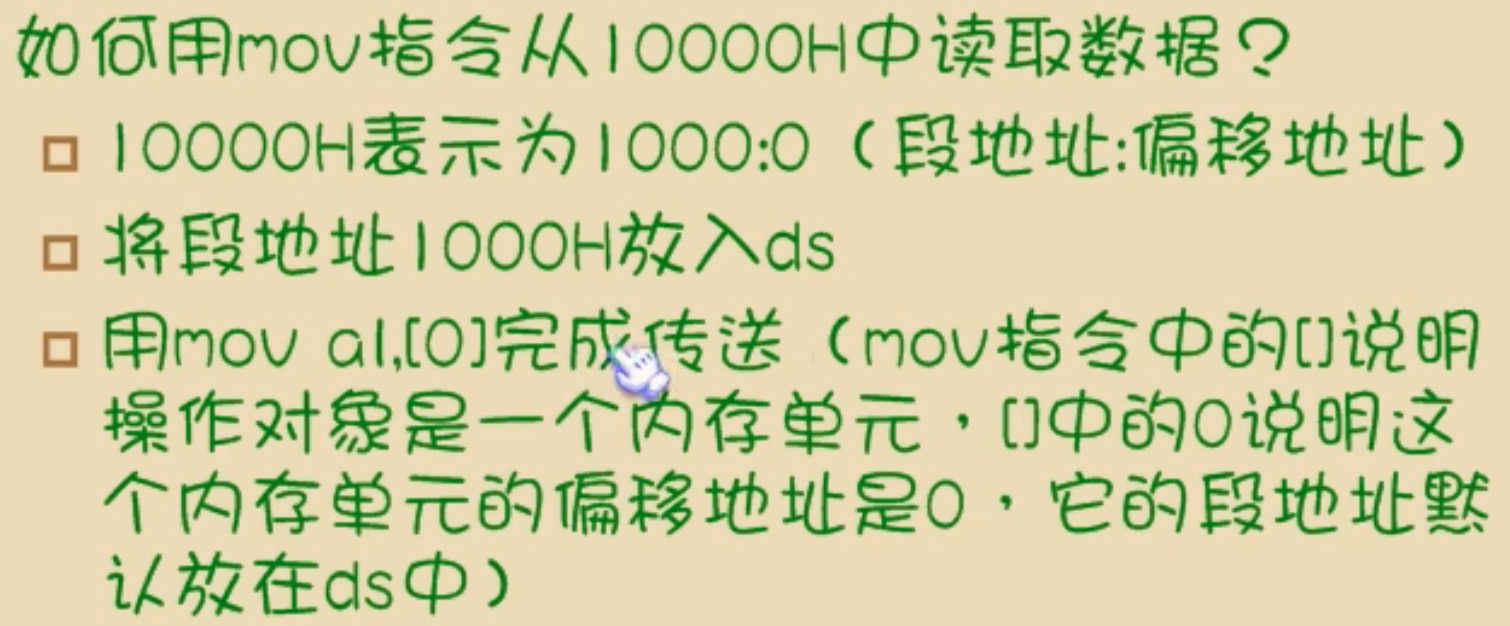 如何用mov指令从10000H中读取数据？
10000H表示为1000:0（段地址:偏移地址）
将段地址1000H放入ds
用mov al,[0]完成传送（mov指令中的[]说明
操作对象是一个内存单元，[]中的0说明这
个内存单元的偏移地址是0，它的段地址默
认放在ds中）